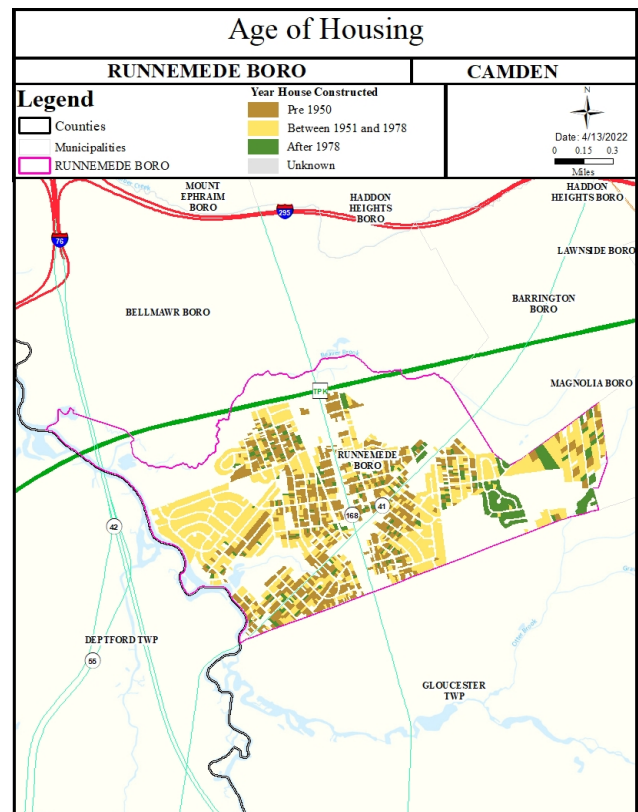 Age of Housing
RUNNEMEDE BORO
CAMDEN
Legend
Counties
Municipalities
RUNNEMEDE BORO
Year House Constructed
Pre 1950
Between 1951 and 1978
After 1978
Unknown
N
Date: 4/13/2022
0 0.15 0.3
Miles
MOUNT
EPHRAIM
BORO
HADDON
HEIGHTS
BORO
HADDON
HEIGHTS BORO
295
76
LAWNSIDE BORO
BARRINGTON
BORO
BELLMAWR BORO
MAGNOLIA BORO
TPK
RUNNEMEDE
BORO
168
41
42
DEPTFORD TWP
55
GLOUCESTER
TWP
Otter Brook